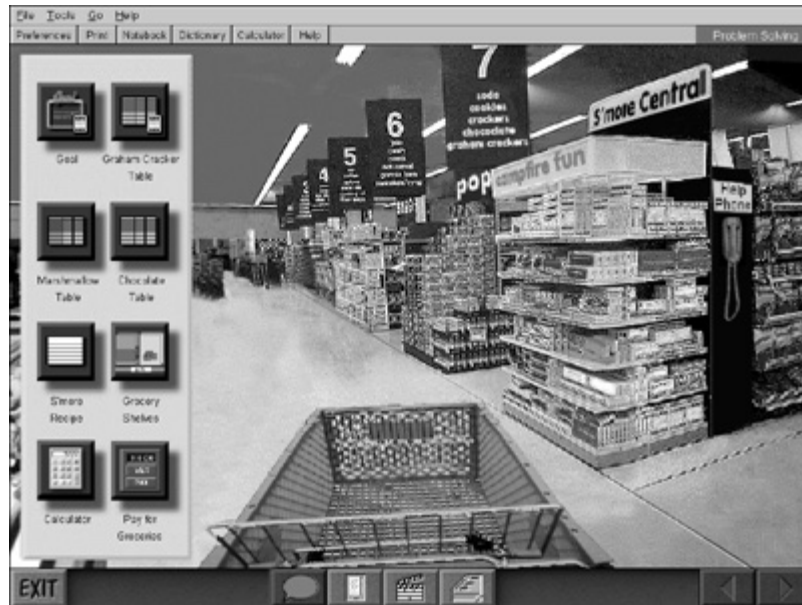 File Tools Go Help
Preferences Print Notebook Dictionary Calculator Help Problem Solving
Goal
Graham Cracker
Table
Marshmallow
Table
Chocolate
Table
S'more
Recipe
Grocery
Shelves
Calculator
Pay for
Groceries
4
5
6
7
soda
cookies
crackers
chocolate
graham crackers
pop
campfire fun
S'more Central
Help
Phone
EXIT